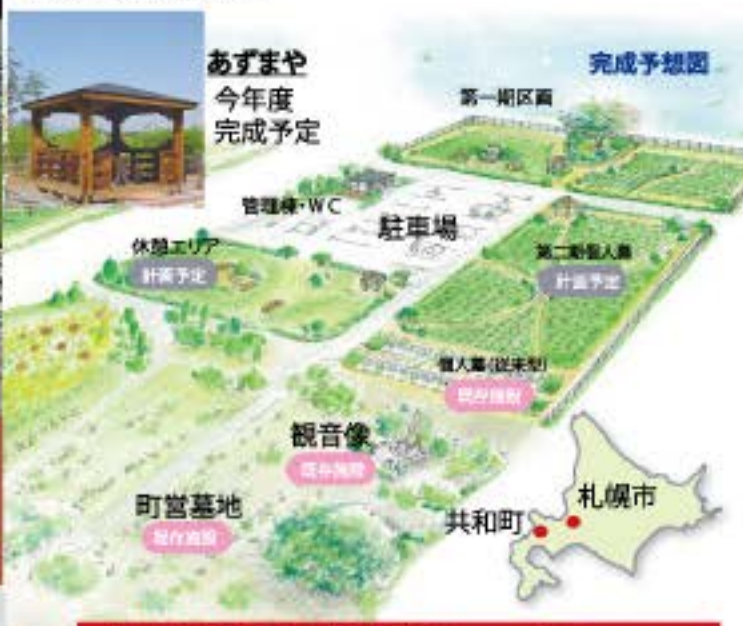 あずまや
今年度
完成予定
完成予想図
第一期区画
管理棟・WC
駐車場
休憩エリア
計画予定
第二期個人墓
計画予定
個人墓(従来型)
既存施設
観音像
既存施設
町営墓地
既存施設
共和町
札幌市